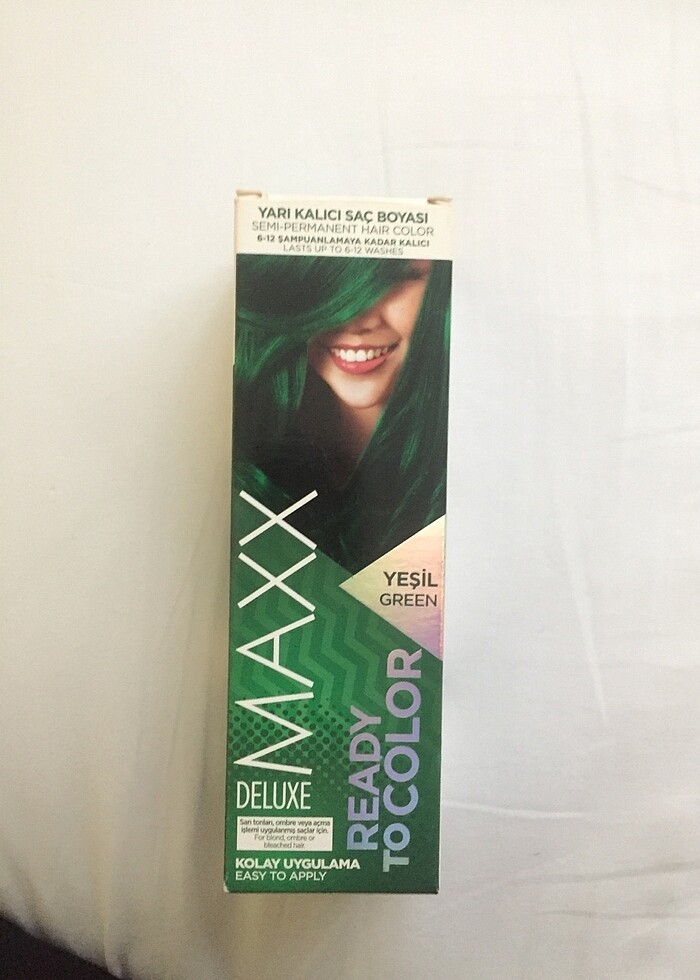 YARI KALICI SAÇ BOYASI
SEMI-PERMANENT HAIR COLOR
6-12 ŞAMPUANLAMAYA KADAR KALICI
LASTS UP TO 6-12 WASHES
YEŞİL
GREEN
MAXX
DELUXE
READY
TO COLOR
Sarı tonları, ombre veya açma
işlemi uygulanmış saçlar için.
For blond, ombre or
bleached hair.
KOLAY UYGULAMA
EASY TO APPLY